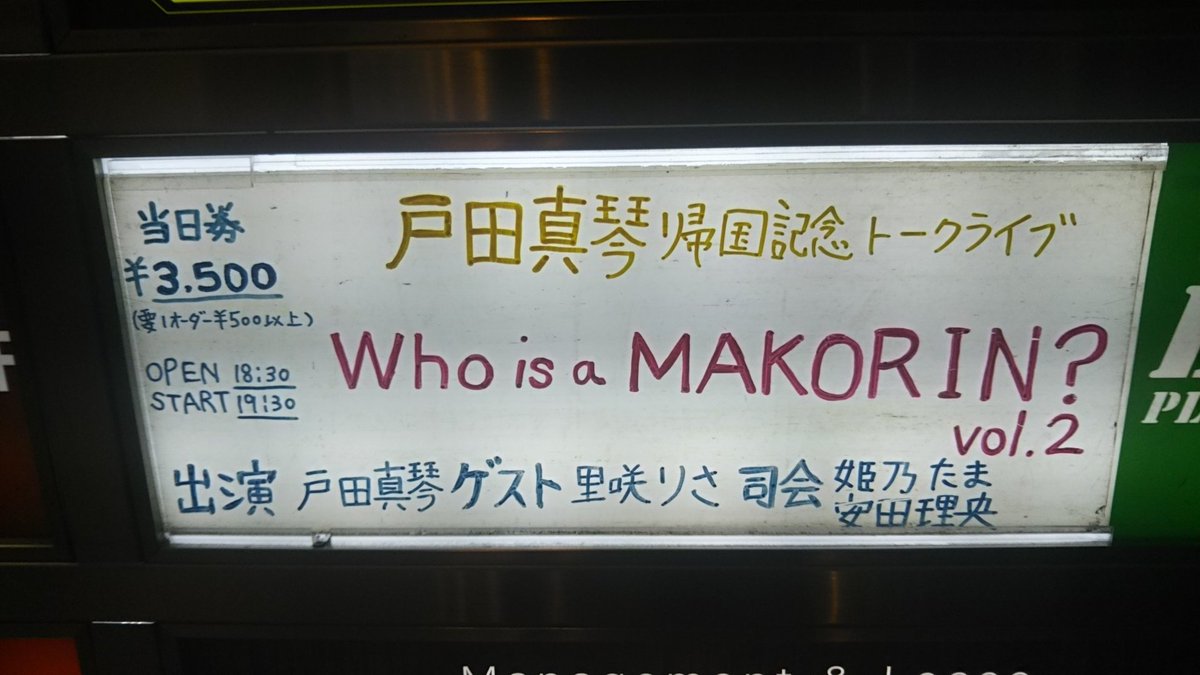 戸田真琴帰国記念トークライブ
Who is a MAKORIN?
vol.2
当日券
¥3.500
(要1オーダー¥500以上)
OPEN 18:30
START 19:30
出演 戸田真琴 ゲスト 里咲りさ 司会 姫乃たま
安田理央
Management &